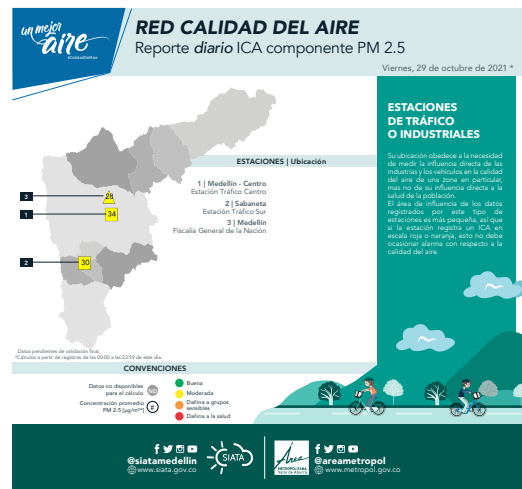 un mejor
aire
#CalidadDelAire
RED CALIDAD DEL AIRE
Reporte diario ICA componente PM 2.5
Viernes, 29 de octubre de 2021 *
ESTACIONES | Ubicación
1 | Medellín - Centro
Estación Tráfico Centro
2 | Sabaneta
Estación Tráfico Sur
3 | Medellín
Fiscalía General de la Nación
3
28
1
34
2
30
ESTACIONES
DE TRÁFICO
O INDUSTRIALES
Su ubicación obedece a la necesidad
de medir la influencia directa de las
industrias y los vehículos en la calidad
del aire de una zona en particular,
mas no de su influencia directa a la
salud de la población.
El área de influencia de los datos
registrados por este tipo de
estaciones es más pequeña, así que
si la estación registra un ICA en
escala roja o naranja, esto no debe
ocasionar alarma con respecto a la
calidad del aire.
Datos pendientes de validación final.
*Cálculos a partir de registros de las 00:00 a las 23:59 de este día.
CONVENCIONES
Datos no disponibles
para el cálculo
ND
Concentración promedio
PM 2.5 [µg/m³*]
#
Buena
Moderada
Dañina a grupos
sensibles
Dañina a la salud
@siatamedellin
www.siata.gov.co
SIATA
Área
METROPOLITANA
Valle de Aburrá
@areametropol
www.metropol.gov.co